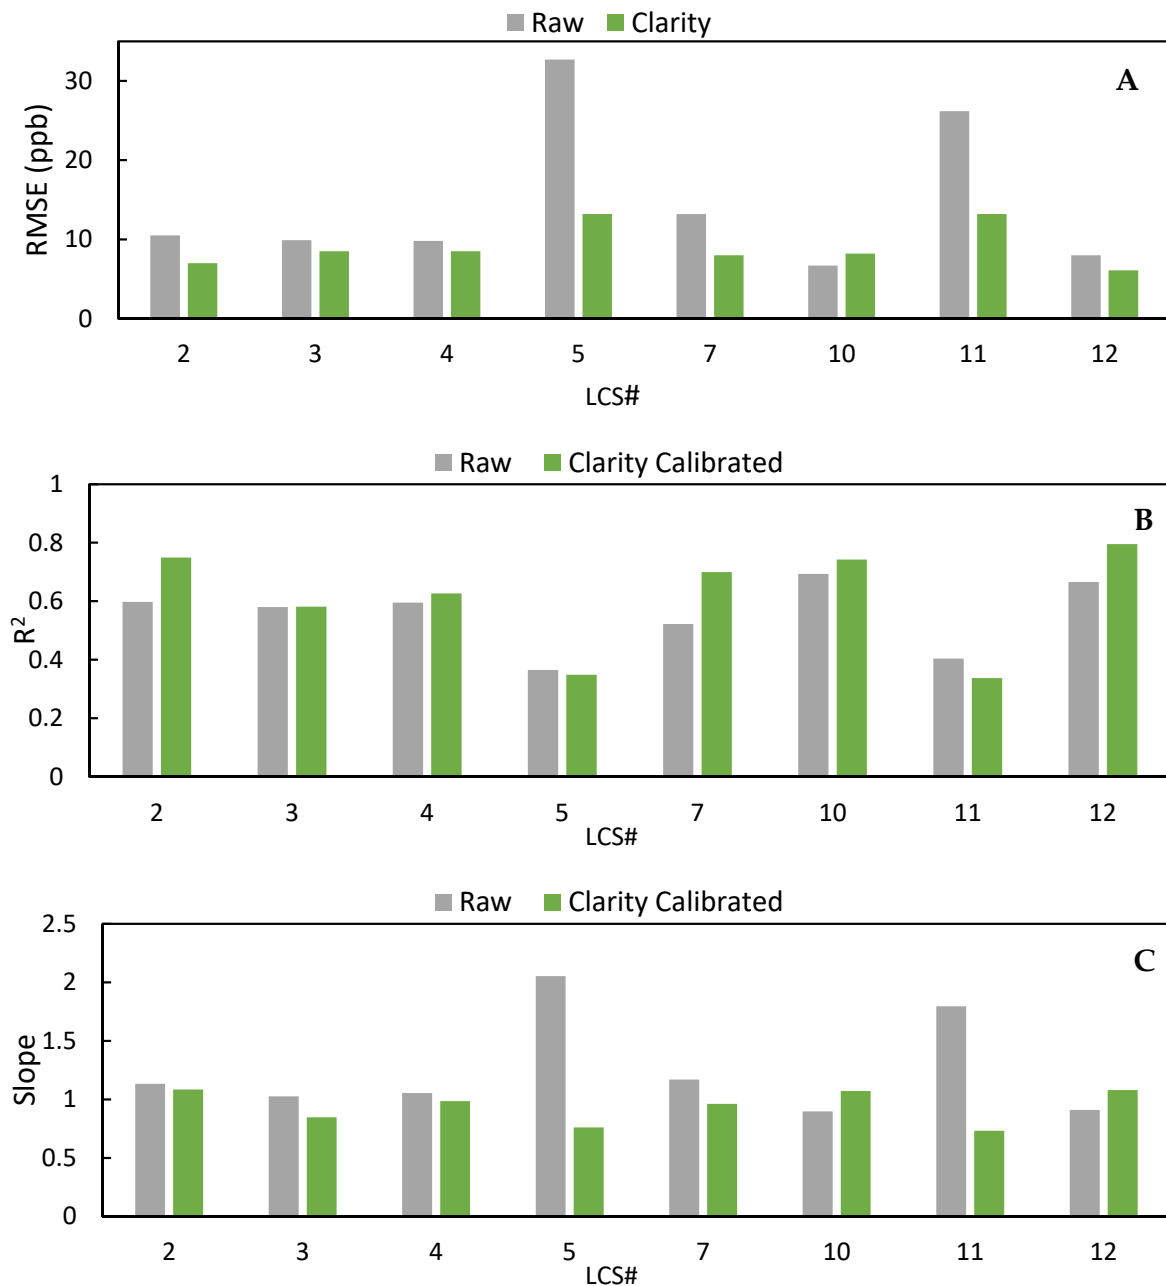 Raw Clarity
A
30
20
10
0
RMSE (ppb)
2 3 4 5 7 10 11 12
LCS#
Raw Clarity Calibrated
B
1
0.8
0.6
0.4
0.2
0
R²
2 3 4 5 7 10 11 12
LCS#
Raw Clarity Calibrated
C
2.5
2
1.5
1
0.5
0
Slope
2 3 4 5 7 10 11 12
LCS#